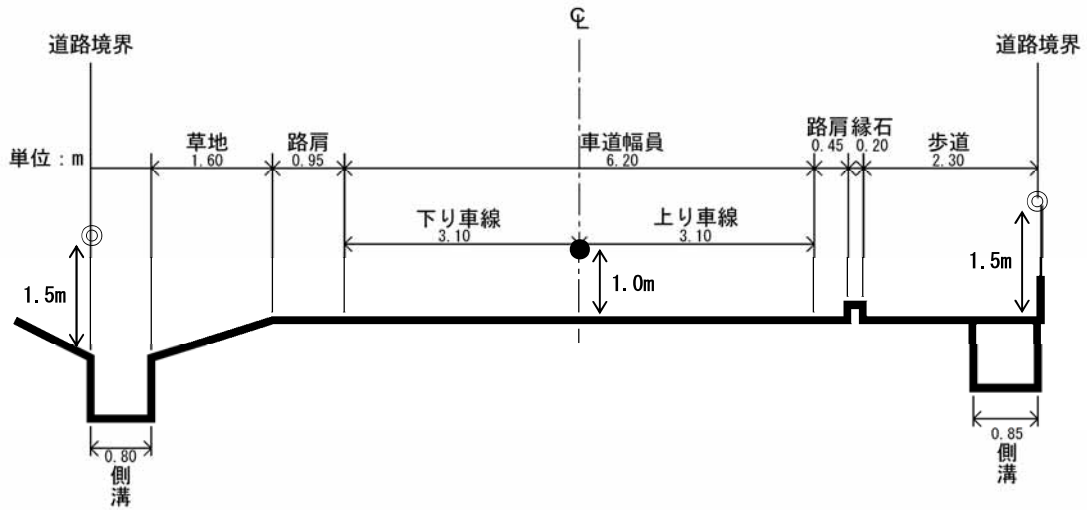 ℄
道路境界
道路境界
単位：m
草地
1.60
路肩
0.95
車道幅員
6.20
路肩
0.45
縁石
0.20
歩道
2.30
下り車線
3.10
上り車線
3.10
1.5m
1.0m
1.5m
0.80
側溝
0.85
側溝